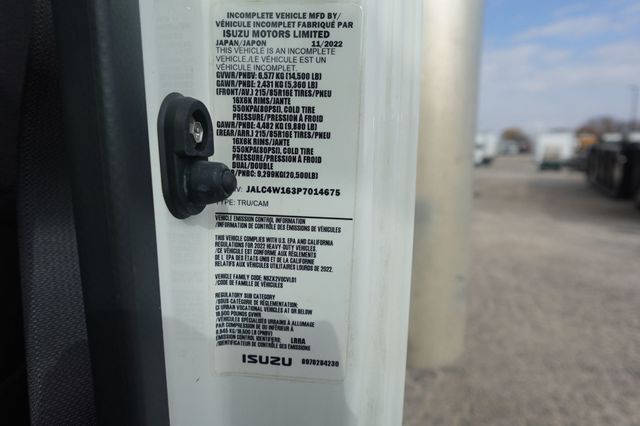 INCOMPLETE VEHICLE MFD BY/
VÉHICULE INCOMPLET FABRIQUÉ PAR
ISUZU MOTORS LIMITED
JAPAN/JAPON 11/2022
THIS VEHICLE IS AN INCOMPLETE
VEHICLE./LE VÉHICULE EST UN
VÉHICULE INCOMPLET.
GVWR/PNBV: 6,577 KG (14,500 LB)
GAWR/PNBE: 2,431 KG (5,360 LB)
(FRONT/AV.) 215/85R16E TIRES/PNEU
16X6K RIMS/JANTE
550KPA(80PSI), COLD TIRE
PRESSURE/PRESSION À FROID
GAWR/PNBE: 4,482 KG (9,880 LB)
(REAR/ARR.) 215/85R16E TIRES/PNEU
16X6K RIMS/JANTE
550KPA(80PSI), COLD TIRE
PRESSURE/PRESSION À FROID
DUAL/DOUBLE
/PNBC: 9,299KG(20,500LB)
JALC4W163P7014675
TYPE: TRU/CAM
VEHICLE EMISSION CONTROL INFORMATION
/INFORMATION DE CONTRÔLE DES ÉMISSIONS DE VÉHICULES
THIS VEHICLE CONFORMS WITH U.S. EPA AND CALIFORNIA
REGULATIONS FOR 2022 HEAVY-DUTY VEHICLES.
/CE VÉHICULE EST CONFORME AUX RÈGLEMENTS
DE L'EPA DES ÉTATS-UNIS ET DE LA CALIFORNIE
RELATIFS AUX VÉHICULES UTILITAIRES LOURDS DE 2022.
VEHICLE FAMILY CODE: NSZX2VOCVLD1
/CODE DE FAMILLE DE VÉHICULES
REGULATORY SUB CATEGORY
/SOUS-CATÉGORIE DE RÉGLEMENTATION:
CI URBAN VOCATIONAL VEHICLES AT OR BELOW
19,500 POUNDS GVWR
/VÉHICULES SPÉCIALISÉS URBAINS À ALLUMAGE
PAR COMPRESSION DE OU INFÉRIEUR À
8,845 KG/19,500 LB (PNBV)
EMISSION CONTROL IDENTIFIERS: LRRA
/IDENTIFICATEUR DE CONTRÔLE DES ÉMISSIONS
ISUZU 8976284230